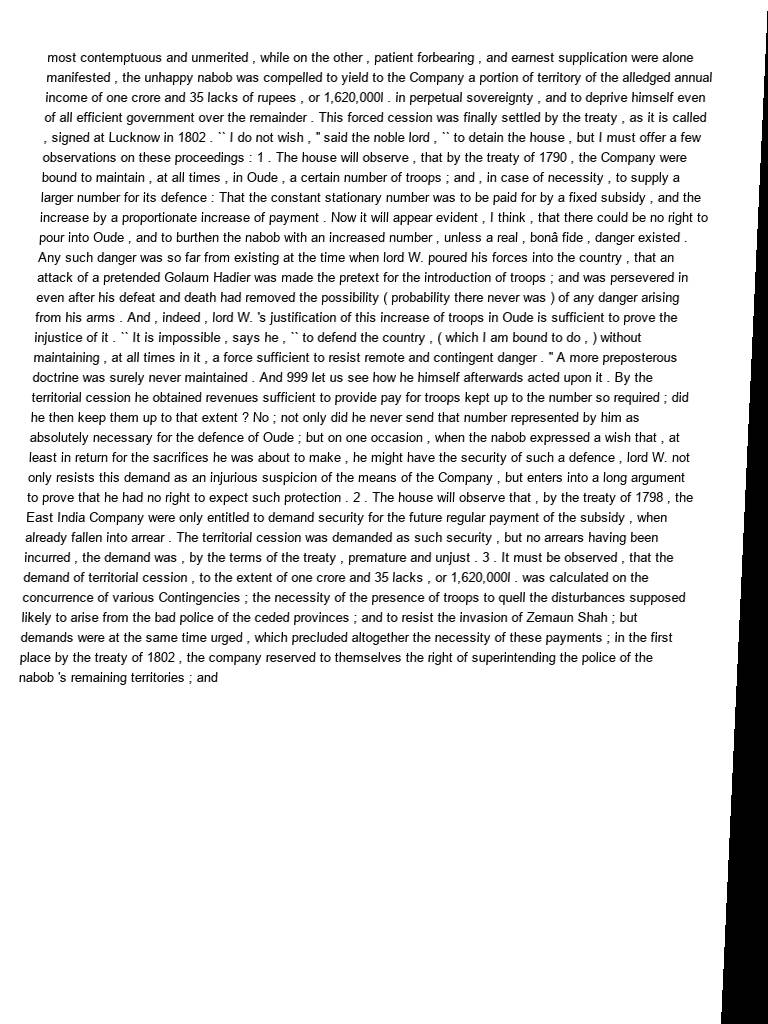 most contemptuous and unmerited , while on the other , patient forbearing , and earnest supplication were alone
manifested , the unhappy nabob was compelled to yield to the Company a portion of territory of the alledged annual
income of one crore and 35 lacks of rupees , or 1,620,000l . in perpetual sovereignty , and to deprive himself even
of all efficient government over the remainder . This forced cession was finally settled by the treaty , as it is called
, signed at Lucknow in 1802 . `` I do not wish , " said the noble lord , `` to detain the house , but I must offer a few
observations on these proceedings : 1 . The house will observe , that by the treaty of 1790 , the Company were
bound to maintain , at all times , in Oude , a certain number of troops ; and , in case of necessity , to supply a
larger number for its defence : That the constant stationary number was to be paid for by a fixed subsidy , and the
increase by a proportionate increase of payment . Now it will appear evident , I think , that there could be no right to
pour into Oude , and to burthen the nabob with an increased number , unless a real , bonâ fide , danger existed .
Any such danger was so far from existing at the time when lord W. poured his forces into the country , that an
attack of a pretended Golaum Hadier was made the pretext for the introduction of troops ; and was persevered in
even after his defeat and death had removed the possibility ( probability there never was ) of any danger arising
from his arms . And , indeed , lord W. 's justification of this increase of troops in Oude is sufficient to prove the
injustice of it . `` It is impossible , says he , `` to defend the country , ( which I am bound to do , ) without
maintaining , at all times in it , a force sufficient to resist remote and contingent danger . " A more preposterous
doctrine was surely never maintained . And 999 let us see how he himself afterwards acted upon it . By the
territorial cession he obtained revenues sufficient to provide pay for troops kept up to the number so required ; did
he then keep them up to that extent ? No ; not only did he never send that number represented by him as
absolutely necessary for the defence of Oude ; but on one occasion , when the nabob expressed a wish that , at
least in return for the sacrifices he was about to make , he might have the security of such a defence , lord W. not
only resists this demand as an injurious suspicion of the means of the Company , but enters into a long argument
to prove that he had no right to expect such protection . 2 . The house will observe that , by the treaty of 1798 , the
East India Company were only entitled to demand security for the future regular payment of the subsidy , when
already fallen into arrear . The territorial cession was demanded as such security , but no arrears having been
incurred , the demand was , by the terms of the treaty , premature and unjust . 3 . It must be observed , that the
demand of territorial cession , to the extent of one crore and 35 lacks , or 1,620,000l . was calculated on the
concurrence of various Contingencies ; the necessity of the presence of troops to quell the disturbances supposed
likely to arise from the bad police of the ceded provinces ; and to resist the invasion of Zemaun Shah ; but
demands were at the same time urged , which precluded altogether the necessity of these payments ; in the first
place by the treaty of 1802 , the company reserved to themselves the right of superintending the police of the
nabob 's remaining territories ; and